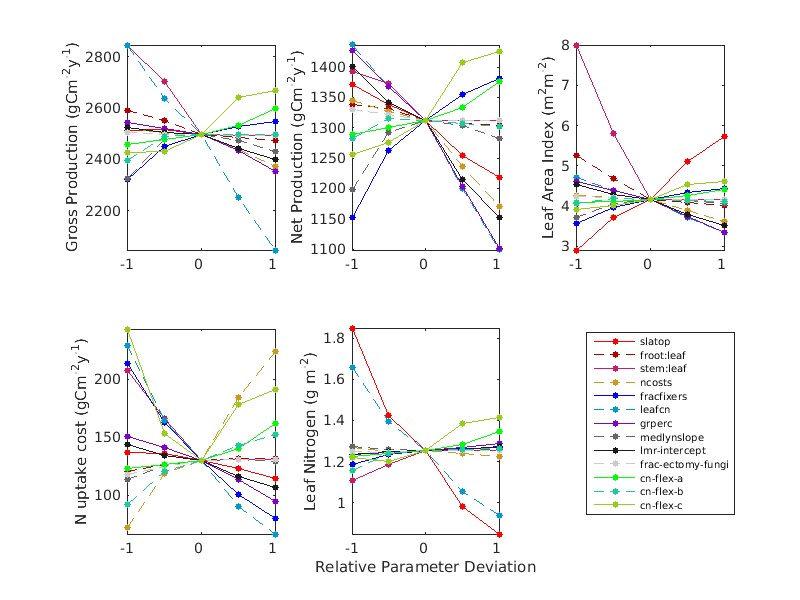 Gross Production (gCm⁻²y⁻¹)
2800
2600
2400
2200
-1 0 1
Net Production (gCm⁻²y⁻¹)
1400
1350
1300
1250
1200
1150
1100
-1 0 1
Leaf Area Index (m²m⁻²)
8
7
6
5
4
3
-1 0 1
N uptake cost (gCm⁻²y⁻¹)
200
150
100
-1 0 1
Leaf Nitrogen (g m⁻²)
1.8
1.6
1.4
1.2
1
-1 0 1
Relative Parameter Deviation
slatop
froot:leaf
stem:leaf
ncosts
fracfixers
leafcn
grperc
medlynslope
lmr-intercept
frac-ectomy-fungi
cn-flex-a
cn-flex-b
cn-flex-c